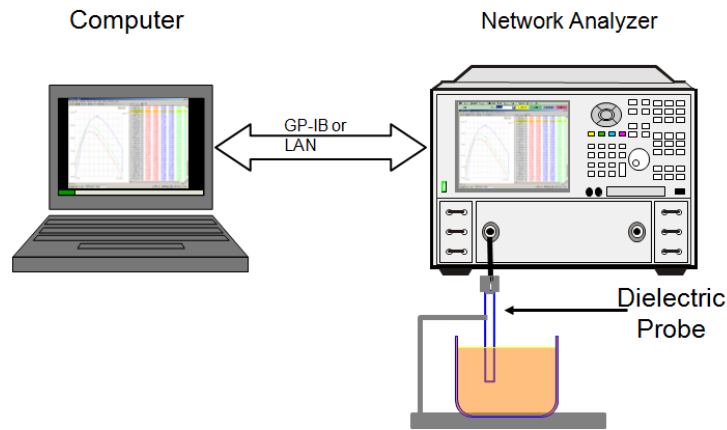 Computer
Network Analyzer
GP-IB or
LAN
Dielectric
Probe